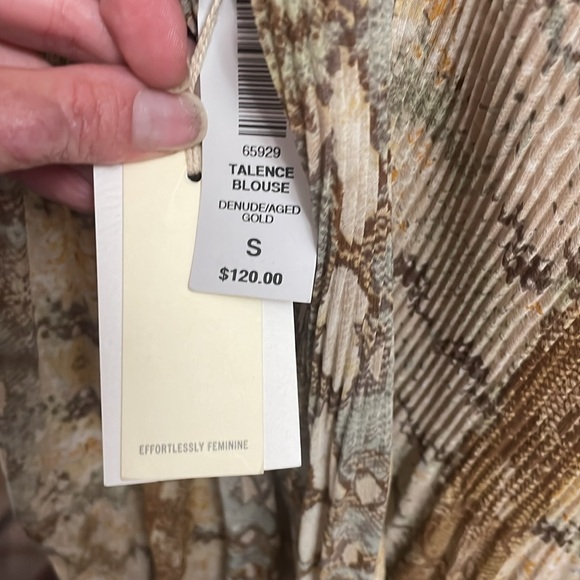 65929
TALENCE
BLOUSE
DENUDE/AGED
GOLD
S
$120.00
EFFORTLESSLY FEMININE